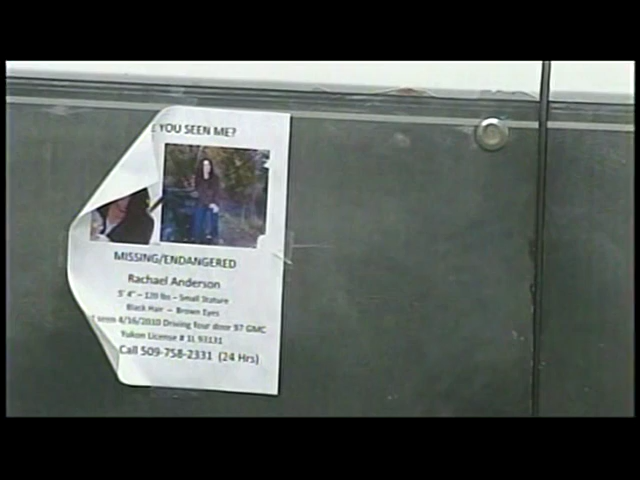 YOU SEEN ME?
MISSING/ENDANGERED
Rachael Anderson
5' 4" – 120 lbs – Small Stature
Black Hair – Brown Eyes
seen 4/16/2010 Driving four door 97 GMC
Yukon License # 1L 93131
Call 509-758-2331 (24 Hrs)